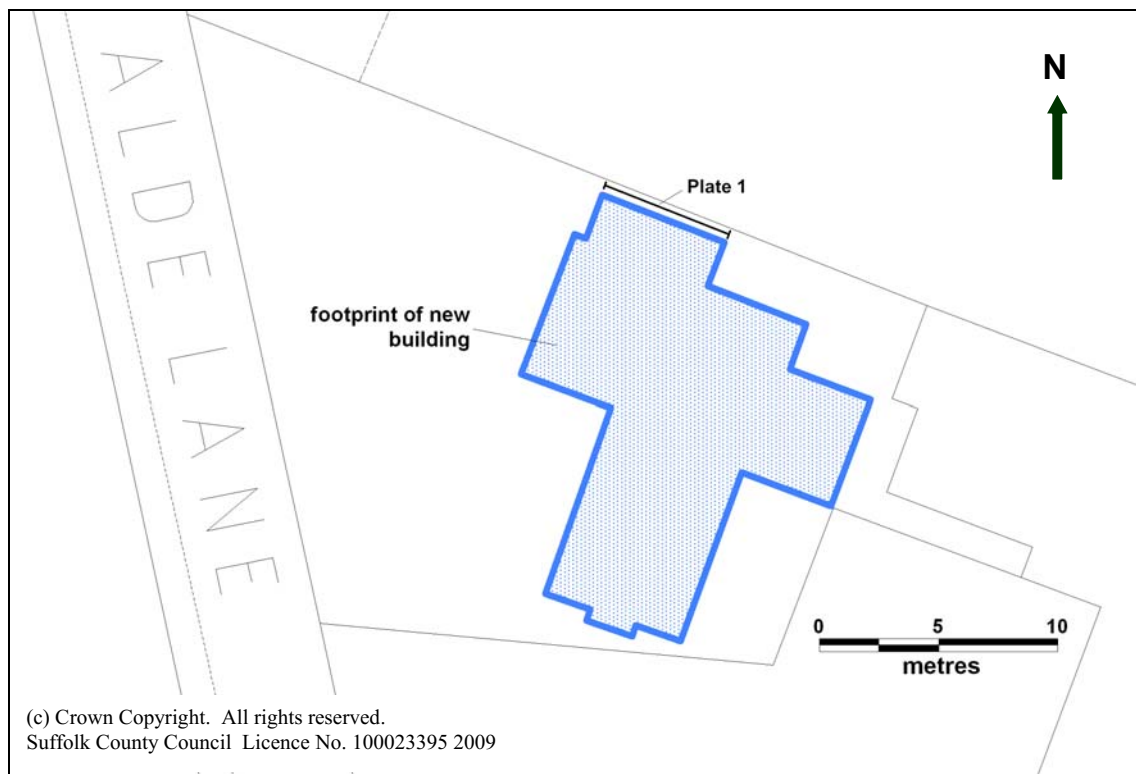 ALDE LANE
N
Plate 1
footprint of new
building
0 5 10
metres
(c) Crown Copyright. All rights reserved.
Suffolk County Council Licence No. 100023395 2009